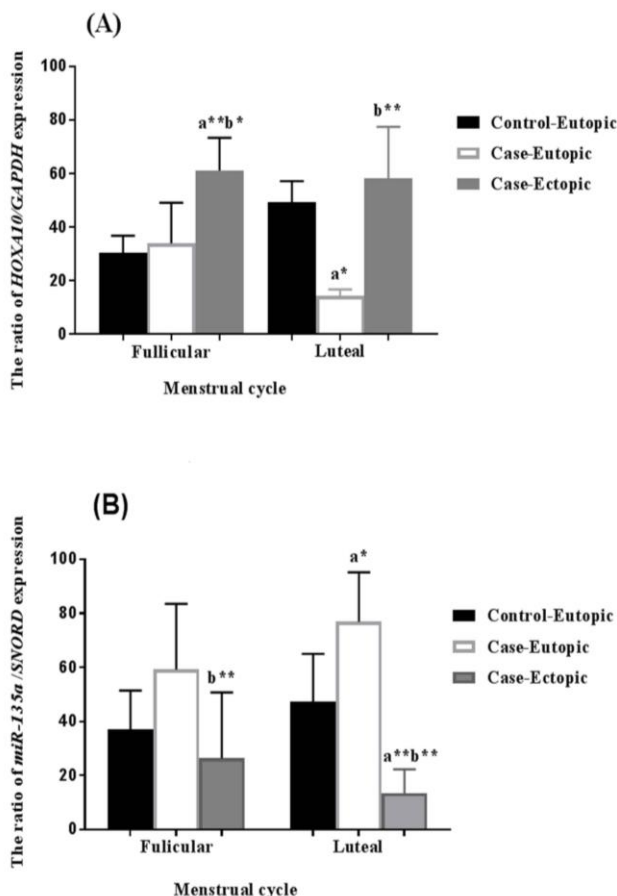 (A)
The ratio of HOXA10/GAPDH expression
100
80
60
40
20
0
a**b*
a*
b**
Control-Eutopic
Case-Eutopic
Case-Ectopic
Fullicular
Luteal
Menstrual cycle
(B)
The ratio of miR-135a /SNORD expression
100
80
60
40
20
0
b**
a*
a**b**
Control-Eutopic
Case-Eutopic
Case-Ectopic
Fulicular
Luteal
Menstrual cycle